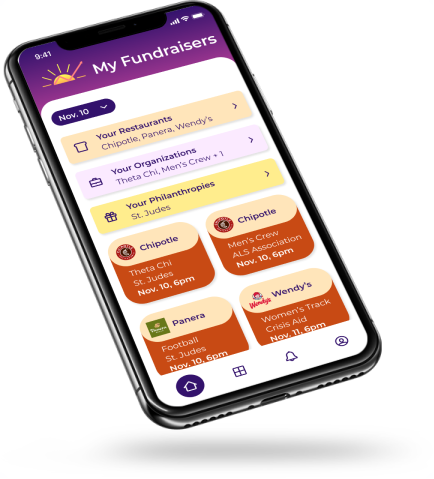 9:41
My Fundraisers
Nov. 10
Your Restaurants
Chipotle, Panera, Wendy's
Your Organizations
Theta Chi, Men's Crew + 1
Your Philanthropies
St. Judes
Chipotle
Theta Chi
St. Judes
Nov. 10, 6pm
Chipotle
Men's Crew
ALS Association
Nov. 10, 6pm
Panera
Football
St. Judes
Nov. 10, 6pm
Wendy's
Wendy's
Women's Track
Crisis Aid
Nov. 11, 6pm